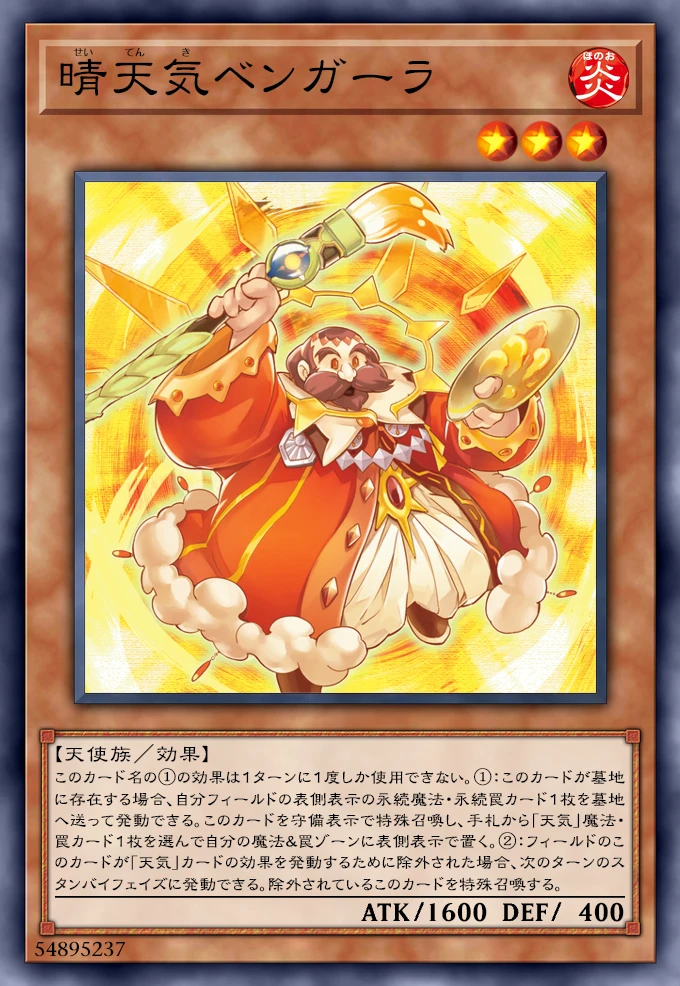 せい てん き
晴天気ベンガーラ
ほのお
炎
【天使族／効果】
このカード名の①の効果は１ターンに１度しか使用できない。①：このカードが墓地
に存在する場合、自分フィールドの表側表示の永続魔法・永続罠カード１枚を墓地
へ送って発動できる。このカードを守備表示で特殊召喚し、手札から「天気」魔法・
罠カード１枚を選んで自分の魔法&罠ゾーンに表側表示で置く。②：フィールドのこ
のカードが「天気」カードの効果を発動するために除外された場合、次のターンのス
タンバイフェイズに発動できる。除外されているこのカードを特殊召喚する。
ATK/1600 DEF/ 400
54895237